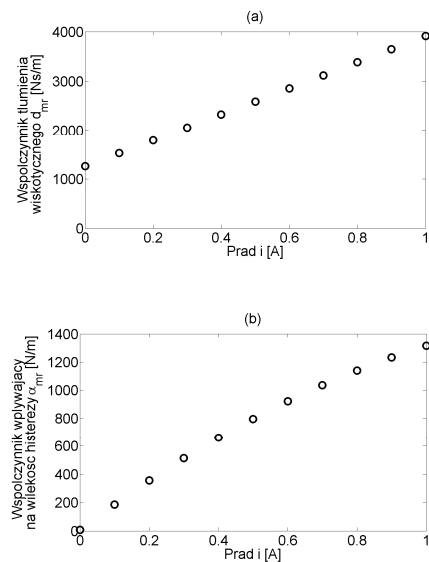 (a)
Wspolczynnik tlumienia
wiskotycznego d_mr [Ns/m]
4000
3000
2000
1000
0
0 0.2 0.4 0.6 0.8 1
Prad i [A]
(b)
Wspolczynnik wplywajacy
na wilekosc histerezy α_mr [N/m]
1400
1200
1000
800
600
400
200
0
0 0.2 0.4 0.6 0.8 1
Prad i [A]